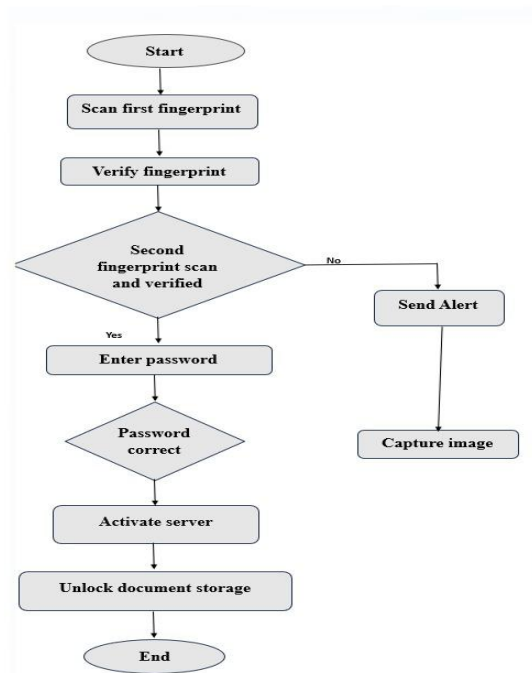 Start
Scan first fingerprint
Verify fingerprint
Second
fingerprint scan
and verified
No
Send Alert
Yes
Enter password
Capture image
Password
correct
Activate server
Unlock document storage
End